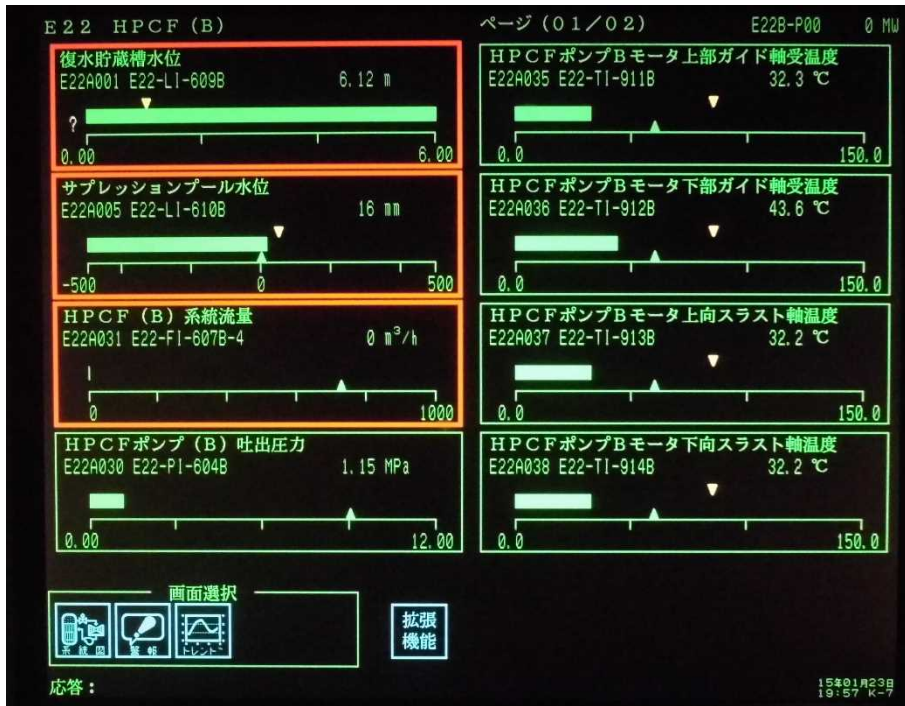 E22 HPCF(B)
ページ(01/02)
E22B-P00 0 MW
復水貯蔵槽水位
E22A001 E22-LI-609B 6.12 m
?
0.00 6.00
サプレッションプール水位
E22A005 E22-LI-610B 16 mm
-500 0 500
HPCF(B)系統流量
E22A031 E22-FI-607B-4 0 m³/h
0 1000
HPCFポンプ(B)吐出圧力
E22A030 E22-PI-604B 1.15 MPa
0.00 12.00
HPCFポンプBモータ上部ガイド軸受温度
E22A035 E22-TI-911B 32.3 ℃
0.0 150.0
HPCFポンプBモータ下部ガイド軸受温度
E22A036 E22-TI-912B 43.6 ℃
0.0 150.0
HPCFポンプBモータ上向スラスト軸温度
E22A037 E22-TI-913B 32.2 ℃
0.0 150.0
HPCFポンプBモータ下向スラスト軸温度
E22A038 E22-TI-914B 32.2 ℃
0.0 150.0
画面選択
系統図 警報 トレンド
拡張
機能
応答:
15年01月23日
19:57 K-7